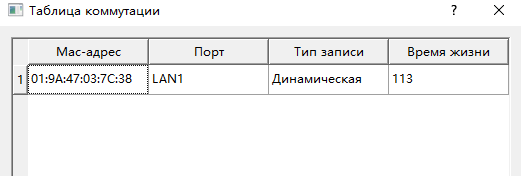 Таблица коммутации
Mac-адрес Порт Тип записи Время жизни
1 01:9A:47:03:7C:38 LAN1 Динамическая 113